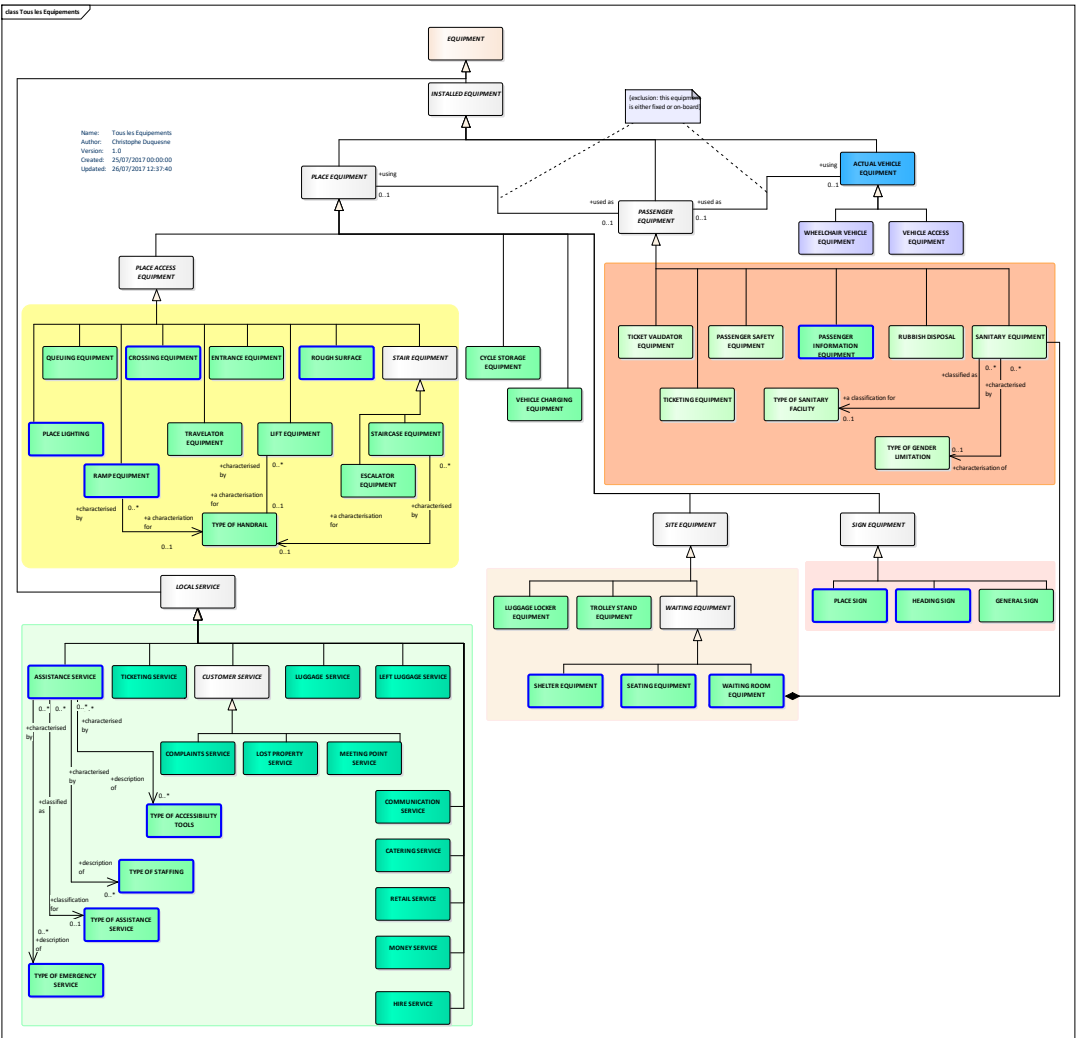 class Tous les Equipements
EQUIPMENT
INSTALLED EQUIPMENT
(exclusion: this equipment
is either fixed or on-board)
Name: Tous les Equipements
Author: Christophe Duquesne
Version: 1.0
Created: 25/07/2017 00:00:00
Updated: 26/07/2017 12:37:40
PLACE EQUIPMENT
+using
0..1
+used as
0..1
PASSENGER
EQUIPMENT
+used as
0..1
+using
0..1
ACTUAL VEHICLE
EQUIPMENT
WHEELCHAIR VEHICLE
EQUIPMENT
VEHICLE ACCESS
EQUIPMENT
PLACE ACCESS
EQUIPMENT
QUEUING EQUIPMENT
CROSSING EQUIPMENT
ENTRANCE EQUIPMENT
ROUGH SURFACE
STAIR EQUIPMENT
CYCLE STORAGE
EQUIPMENT
VEHICLE CHARGING
EQUIPMENT
TICKET VALIDATOR
EQUIPMENT
PASSENGER SAFETY
EQUIPMENT
PASSENGER
INFORMATION
EQUIPMENT
RUBBISH DISPOSAL
SANITARY EQUIPMENT
TICKETING EQUIPMENT
TYPE OF SANITARY
FACILITY
+classified as
0..*
0..*
+characterised
by
+a classification for
0..1
TYPE OF GENDER
LIMITATION
0..1
+characterisation of
PLACE LIGHTING
RAMP EQUIPMENT
TRAVELATOR
EQUIPMENT
LIFT EQUIPMENT
STAIRCASE EQUIPMENT
ESCALATOR
EQUIPMENT
+characterised
by
0..*
+a characteriation
for
0..1
+characterised
by
0..*
+a characterisation
for
0..1
TYPE OF HANDRAIL
0..*
+characterised
by
+a characterisation
for
0..1
SITE EQUIPMENT
SIGN EQUIPMENT
LUGGAGE LOCKER
EQUIPMENT
TROLLEY STAND
EQUIPMENT
WAITING EQUIPMENT
PLACE SIGN
HEADING SIGN
GENERAL SIGN
SHELTER EQUIPMENT
SEATING EQUIPMENT
WAITING ROOM
EQUIPMENT
LOCAL SERVICE
ASSISTANCE SERVICE
TICKETING SERVICE
CUSTOMER SERVICE
LUGGAGE SERVICE
LEFT LUGGAGE SERVICE
0..*
0..*
0..*
.*
+characterised
by
+characterised
by
+characterised
by
+classified
as
+description
of
0..*
COMPLAINTS SERVICE
LOST PROPERTY
SERVICE
MEETING POINT
SERVICE
TYPE OF ACCESSIBILITY
TOOLS
COMMUNICATION
SERVICE
CATERING SERVICE
+description
of
0..*
TYPE OF STAFFING
RETAIL SERVICE
+classification
for
0..1
TYPE OF ASSISTANCE
SERVICE
0..*
+description
of
MONEY SERVICE
TYPE OF EMERGENCY
SERVICE
HIRE SERVICE